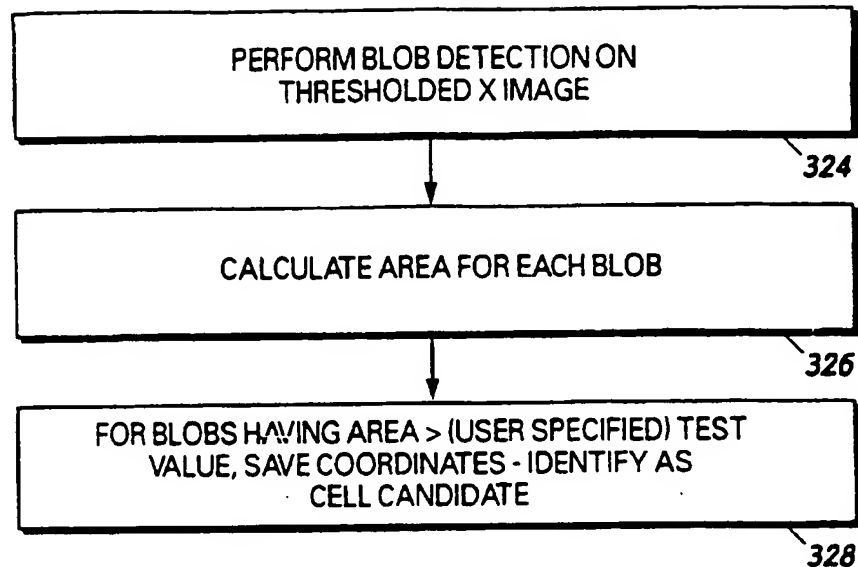 PERFORM BLOB DETECTION ON
THRESHOLDED X IMAGE
324
CALCULATE AREA FOR EACH BLOB
326
FOR BLOBS HAVING AREA > (USER SPECIFIED) TEST
VALUE, SAVE COORDINATES - IDENTIFY AS
CELL CANDIDATE
328